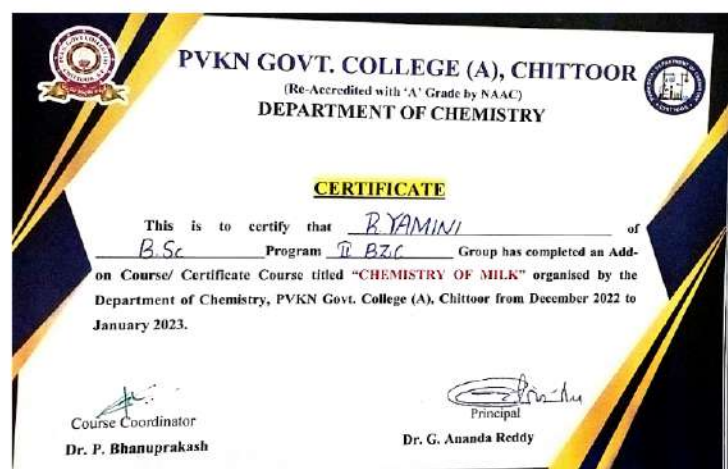 PVKN GOVT. COLLEGE (A), CHITTOOR
(Re-Accredited with 'A' Grade by NAAC)
DEPARTMENT OF CHEMISTRY
CERTIFICATE
This is to certify that R. YAMINI of
B.Sc Program II BZC Group has completed an Add-
on Course/ Certificate Course titled “CHEMISTRY OF MILK” organised by the
Department of Chemistry, PVKN Govt. College (A), Chittoor from December 2022 to
January 2023.
Course Coordinator
Dr. P. Bhanuprakash
Principal
Dr. G. Ananda Reddy